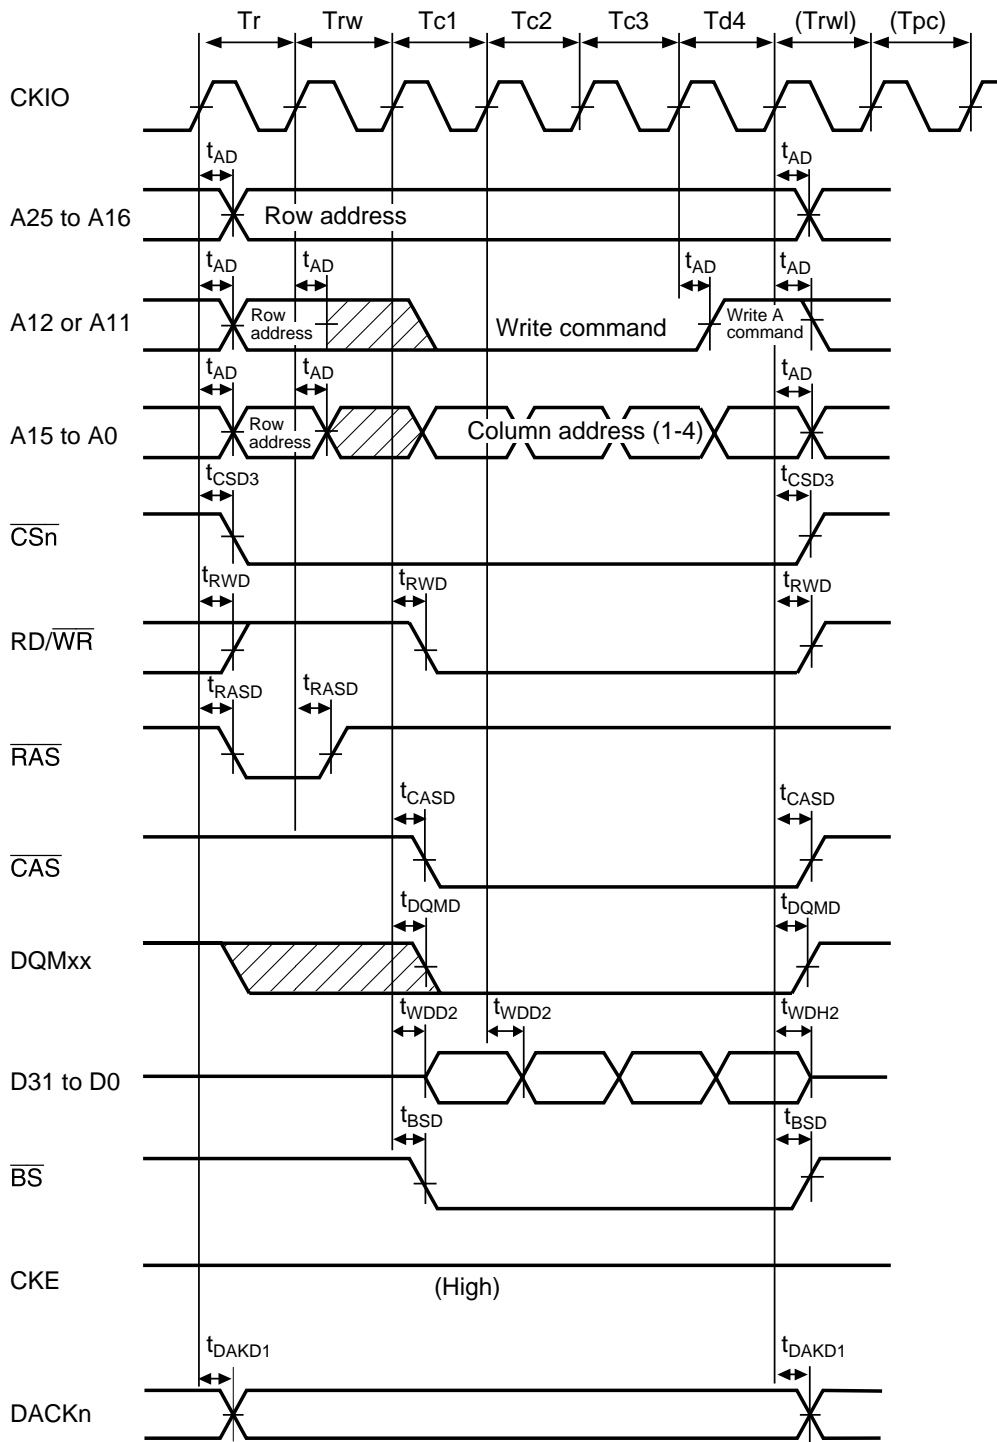 Tr Trw Tc1 Tc2 Tc3 Td4 (Trwl) (Tpc)
CKIO
tAD tAD
A25 to A16 Row address
tAD tAD tAD tAD
A12 or A11 Row address Write command Write A command
tAD tAD tAD
A15 to A0 Row address Column address (1-4)
tCSD3 tCSD3
CSn
tRWD tRWD tRWD
RD/WR
tRASD tRASD
RAS
tCASD tCASD
CAS
tDQMD tDQMD
DQMxx
tWDD2 tWDD2 tWDH2
D31 to D0
tBSD tBSD
BS
CKE (High)
tDAKD1 tDAKD1
DACKn